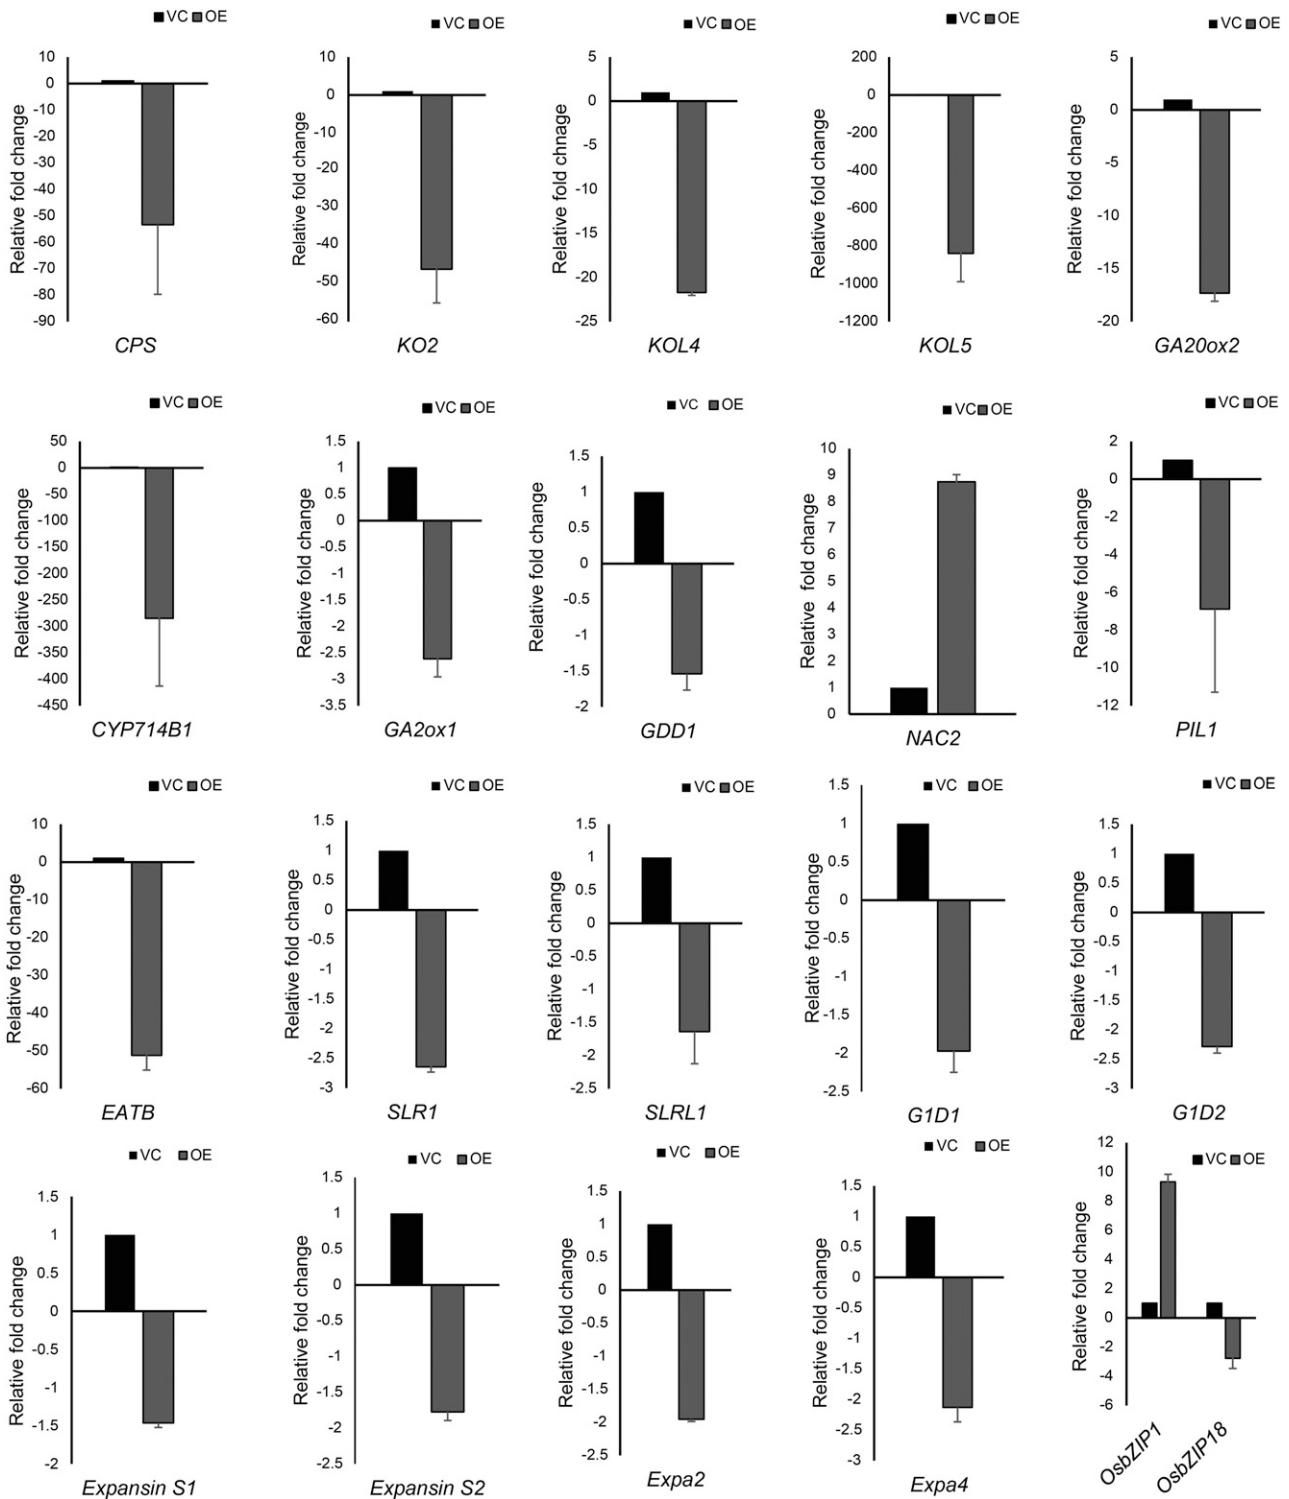 ■VC ■OE
Relative fold change
10
0
-10
-20
-30
-40
-50
-60
-70
-80
-90
CPS
■VC ■OE
Relative fold change
10
0
-10
-20
-30
-40
-50
-60
KO2
■VC ■OE
Relative fold chnage
5
0
-5
-10
-15
-20
-25
KOL4
■VC ■OE
Relative fold change
200
0
-200
-400
-600
-800
-1000
-1200
KOL5
■VC ■OE
Relative fold change
5
0
-5
-10
-15
-20
GA20ox2
■VC ■OE
Relative fold change
50
0
-50
-100
-150
-200
-250
-300
-350
-400
-450
CYP714B1
■VC ■OE
Relative fold change
1.5
1
0.5
0
-0.5
-1
-1.5
-2
-2.5
-3
-3.5
GA2ox1
■VC ■OE
Relative fold change
1.5
1
0.5
0
-0.5
-1
-1.5
-2
GDD1
■VC ■OE
Relative fold change
10
9
8
7
6
5
4
3
2
1
0
NAC2
■VC ■OE
Relative fold change
2
0
-2
-4
-6
-8
-10
-12
PIL1
■VC ■OE
Relative fold change
10
0
-10
-20
-30
-40
-50
-60
EATB
■VC ■OE
Relative fold change
1.5
1
0.5
0
-0.5
-1
-1.5
-2
-2.5
-3
SLR1
■VC ■OE
Relative fold change
1.5
1
0.5
0
-0.5
-1
-1.5
-2
-2.5
SLRL1
■VC ■OE
Relative fold change
1.5
1
0.5
0
-0.5
-1
-1.5
-2
-2.5
G1D1
■VC ■OE
Relative fold change
1.5
1
0.5
0
-0.5
-1
-1.5
-2
-2.5
-3
G1D2
■VC ■OE
Relative fold change
1.5
1
0.5
0
-0.5
-1
-1.5
-2
Expansin S1
■VC ■OE
Relative fold change
1.5
1
0.5
0
-0.5
-1
-1.5
-2
-2.5
Expansin S2
■VC ■OE
Relative fold change
1.5
1
0.5
0
-0.5
-1
-1.5
-2
-2.5
Expa2
■VC ■OE
Relative fold change
1.5
1
0.5
0
-0.5
-1
-1.5
-2
-2.5
-3
Expa4
■VC ■OE
Relative fold change
12
10
8
6
4
2
0
-2
-4
-6
OsbZIP1
OsbZIP18